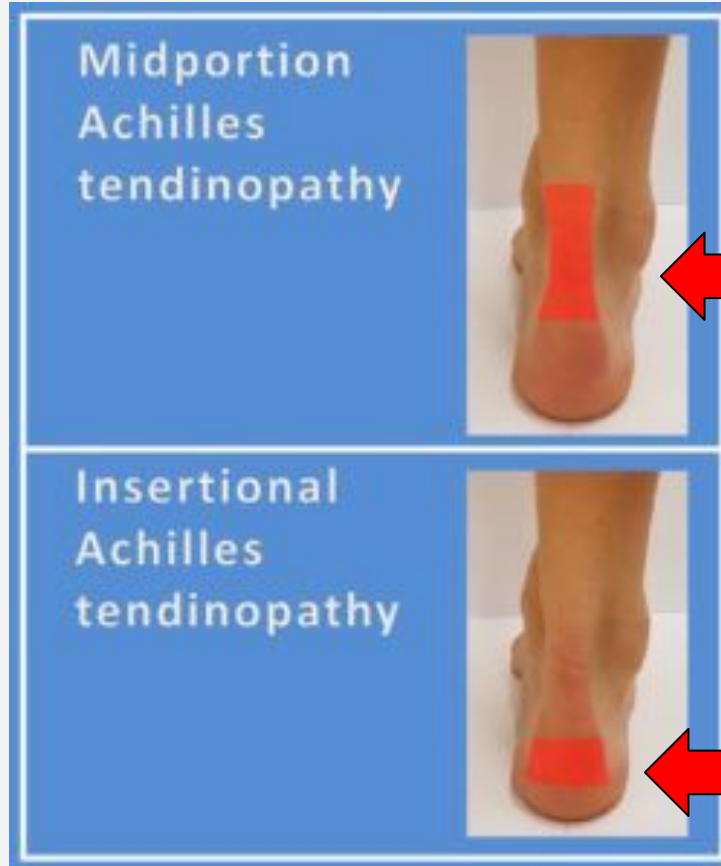 Midportion
Achilles
tendinopathy
Insertional
Achilles
tendinopathy